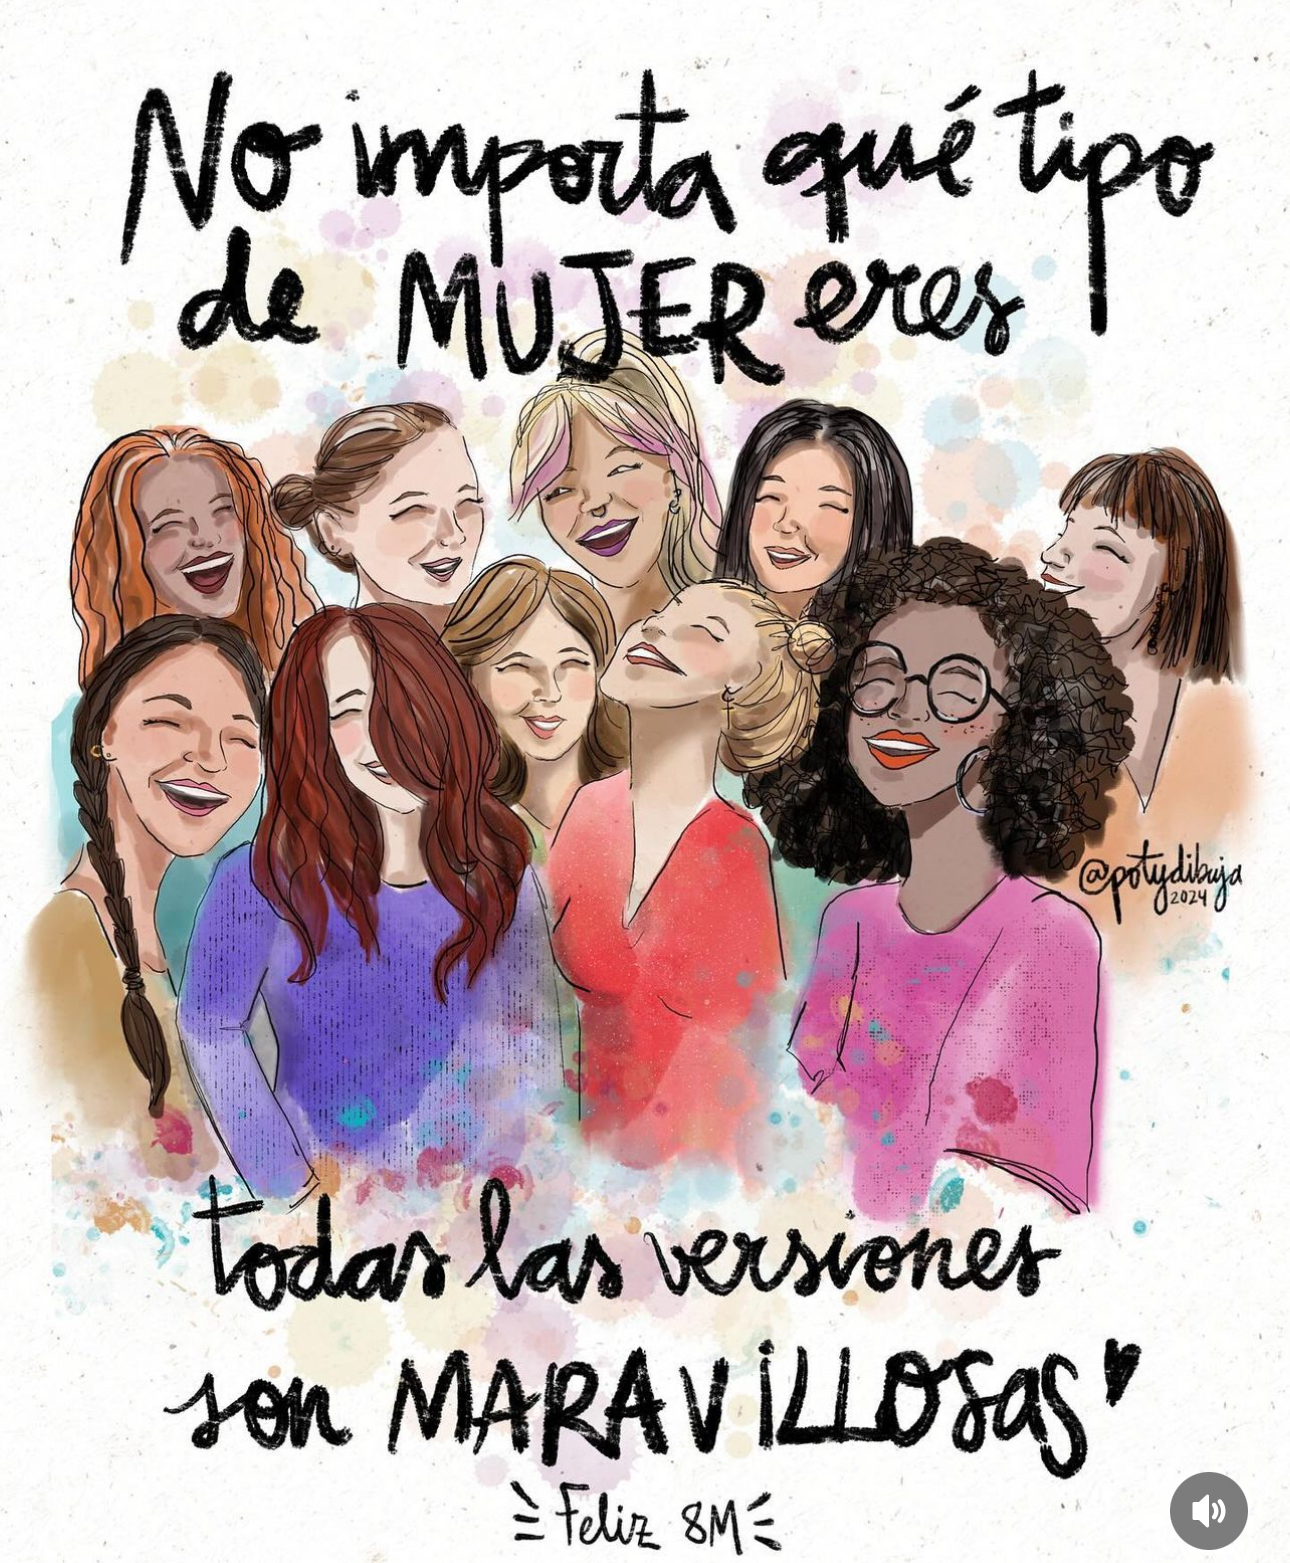 No importa qué tipo
de MUJER eres
@potydibuja
2024
todas las versiones
son MARAVILLOSAS
Feliz 8M